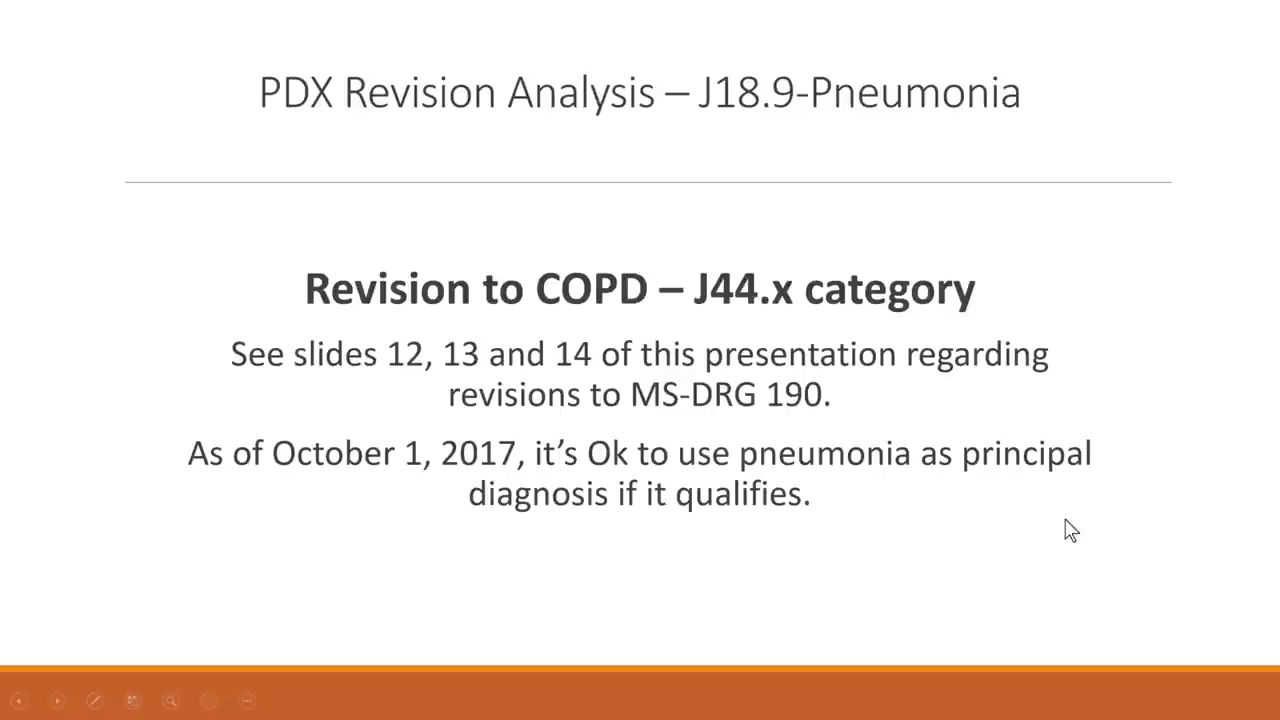 PDX Revision Analysis – J18.9-Pneumonia
Revision to COPD – J44.x category
See slides 12, 13 and 14 of this presentation regarding
revisions to MS-DRG 190.
As of October 1, 2017, it’s Ok to use pneumonia as principal
diagnosis if it qualifies.